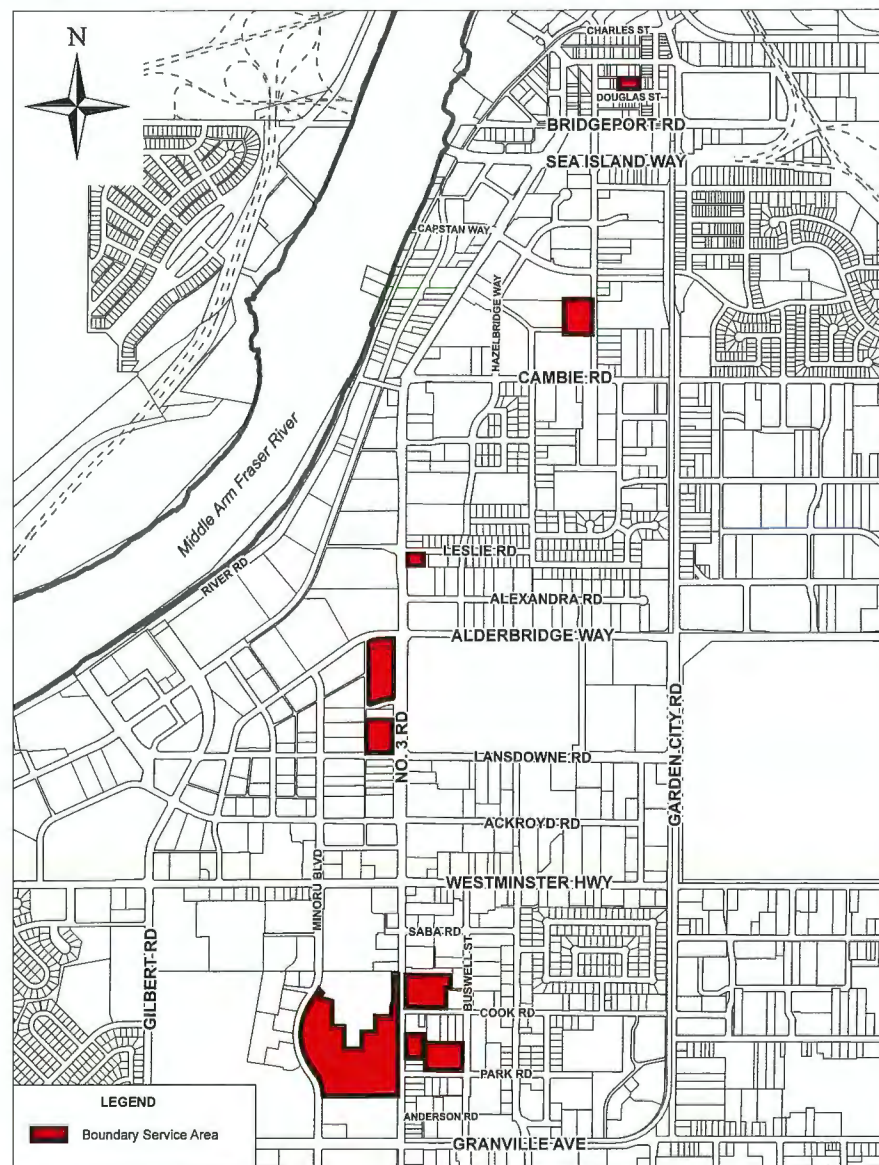 N
CHARLES ST
DOUGLAS ST
BRIDGEPORT RD
SEA ISLAND WAY
CAPSTAN WAY
HAZELBRIDGE WAY
CAMBIE RD
Middle Arm Fraser River
RIVER RD
LESLIE RD
ALEXANDRA RD
ALDERBRIDGE WAY
NO. 3 RD
GARDEN CITY RD
LANSDOWNE RD
ACKROYD RD
MINORU BLVD
WESTMINSTER HWY
GILBERT RD
SABA RD
BUSWELL ST
COOK RD
PARK RD
ANDERSON RD
GRANVILLE AVE
LEGEND
Boundary Service Area